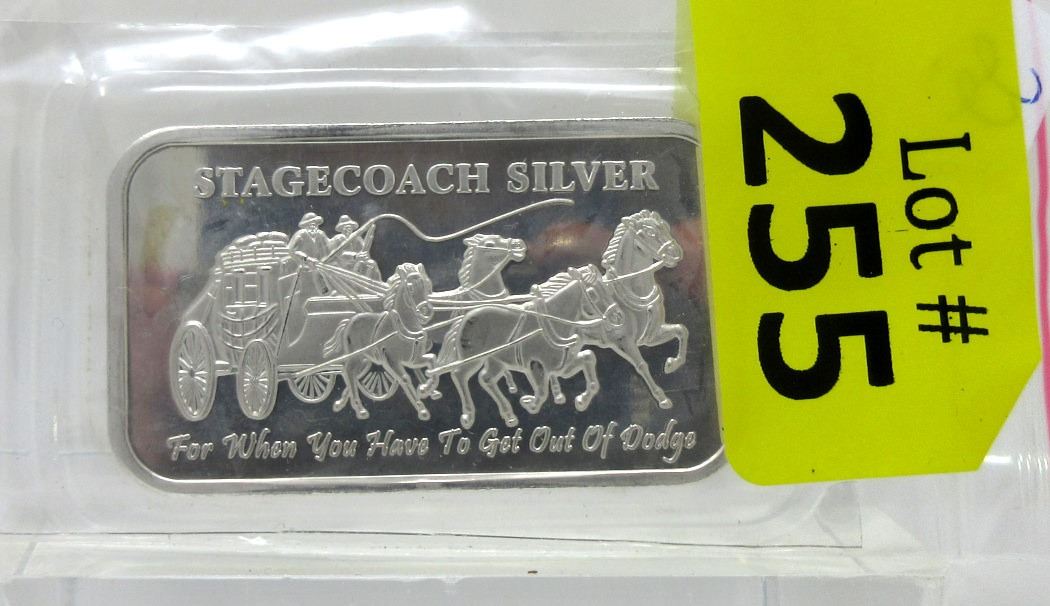 STAGECOACH SILVER
For When You Have To Get Out Of Dodge
Lot #
255